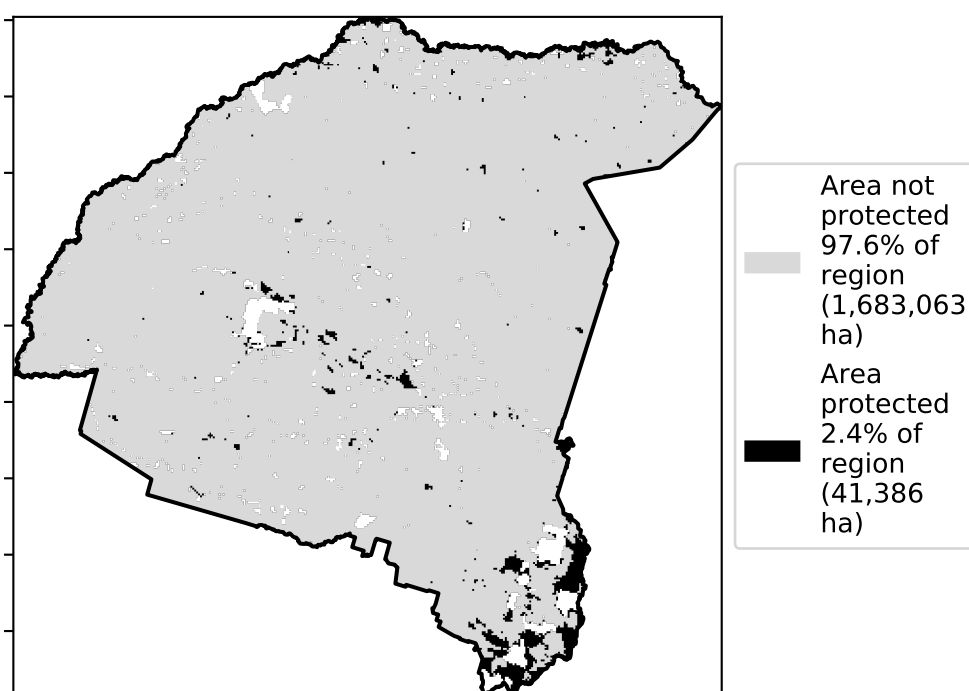 Area not
protected
97.6% of
region
(1,683,063
ha)
Area
protected
2.4% of
region
(41,386
ha)